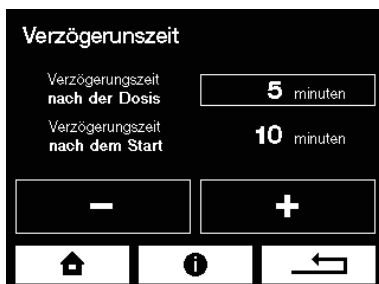 Verzögerunszeit
Verzögerungszeit
nach der Dosis
5 minuten
Verzögerungszeit
nach dem Start
10 minuten
− +
i